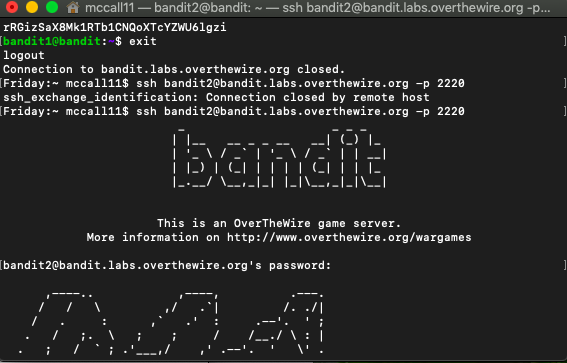 mccall11 — bandit2@bandit: ~ — ssh bandit2@bandit.labs.overthewire.org -p...
rRGizSaX8Mk1RTb1CNQoXTcYZWU6lgzi
[bandit1@bandit:~$ exit
logout
Connection to bandit.labs.overthewire.org closed.
[Friday:~ mccall11$ ssh bandit2@bandit.labs.overthewire.org -p 2220 ]
ssh_exchange_identification: Connection closed by remote host
[Friday:~ mccall11$ ssh bandit2@bandit.labs.overthewire.org -p 2220 ]
bandit
This is an OverTheWire game server.
More information on http://www.overthewire.org/wargames
[bandit2@bandit.labs.overthewire.org's password: ]